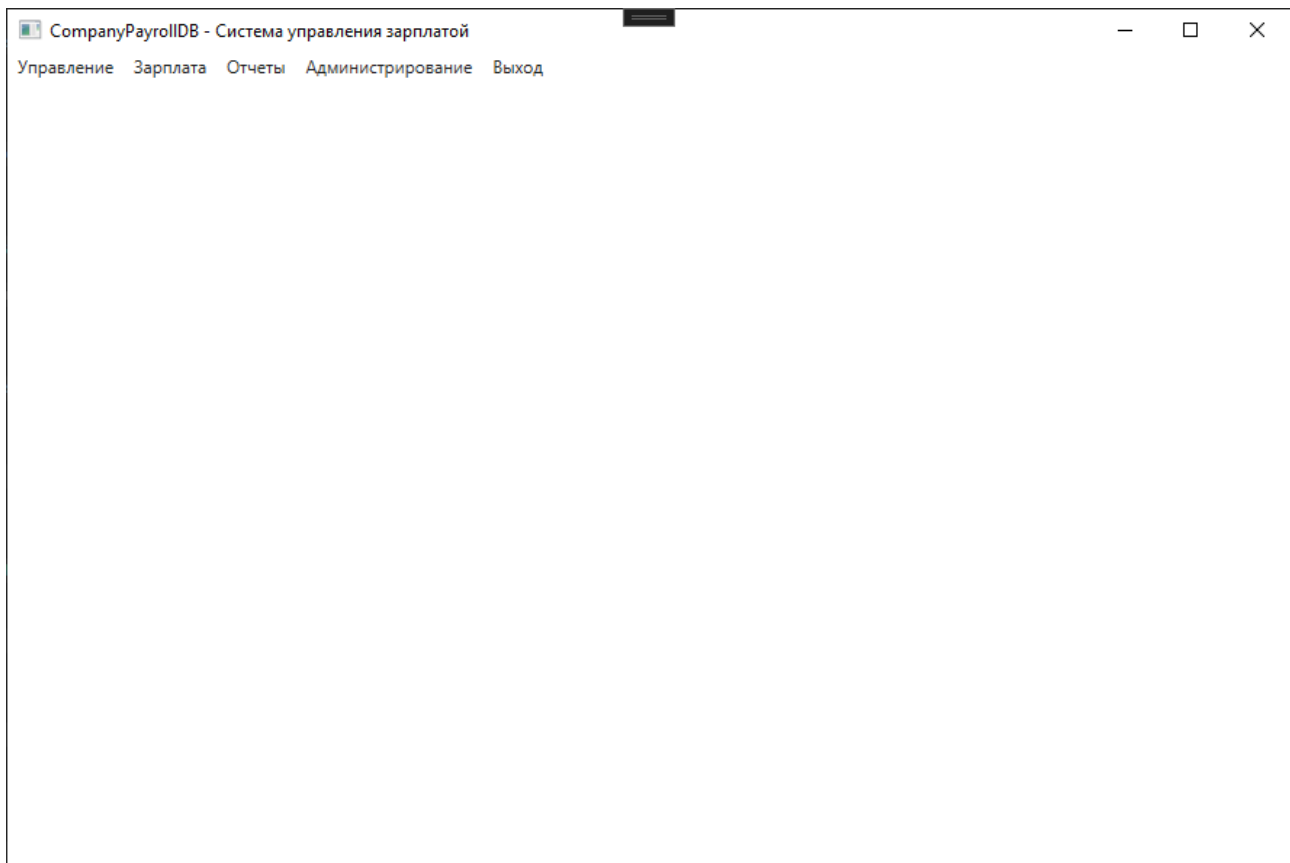 CompanyPayrollDB - Система управления зарплатой
Управление Зарплата Отчеты Администрирование Выход